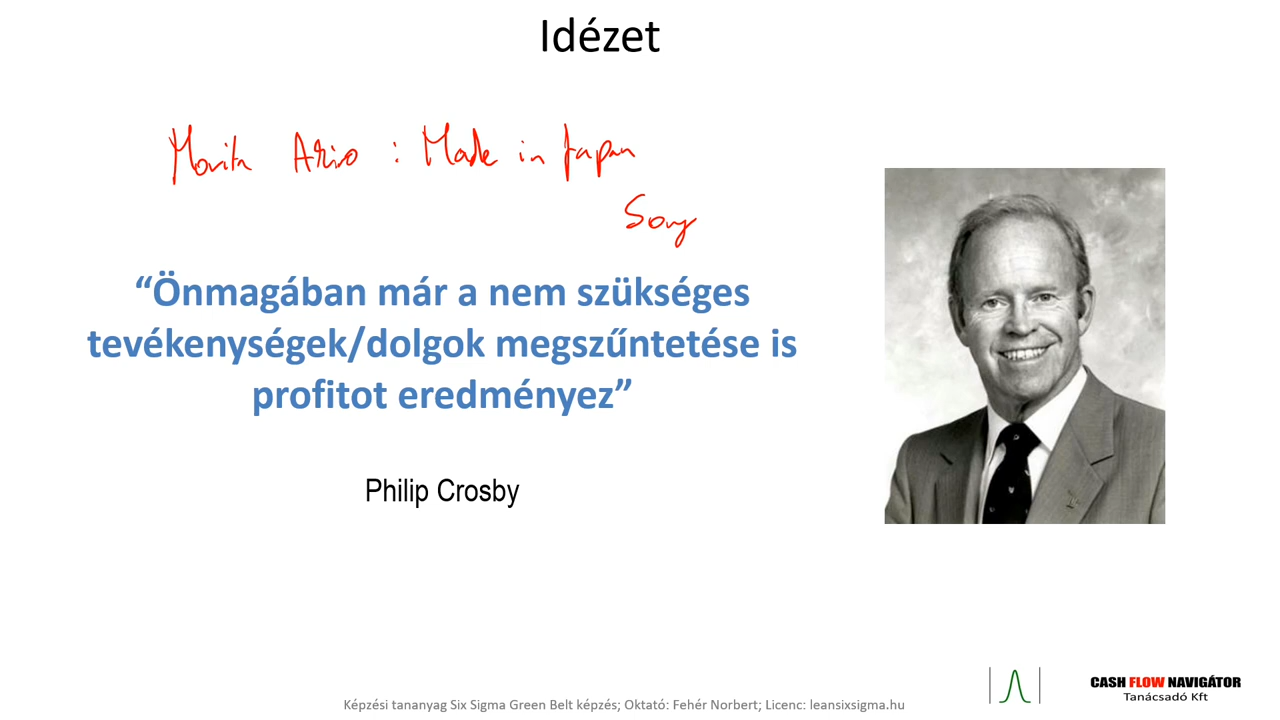 Idézet
Morita Akio : Made in Japan
Sony
“Önmagában már a nem szükséges
tevékenységek/dolgok megszűntetése is
profitot eredményez”
Philip Crosby
CASH FLOW NAVIGÁTOR
Tanácsadó Kft
Képzési tananyag Six Sigma Green Belt képzés; Oktató: Fehér Norbert; Licenc: leansixsigma.hu